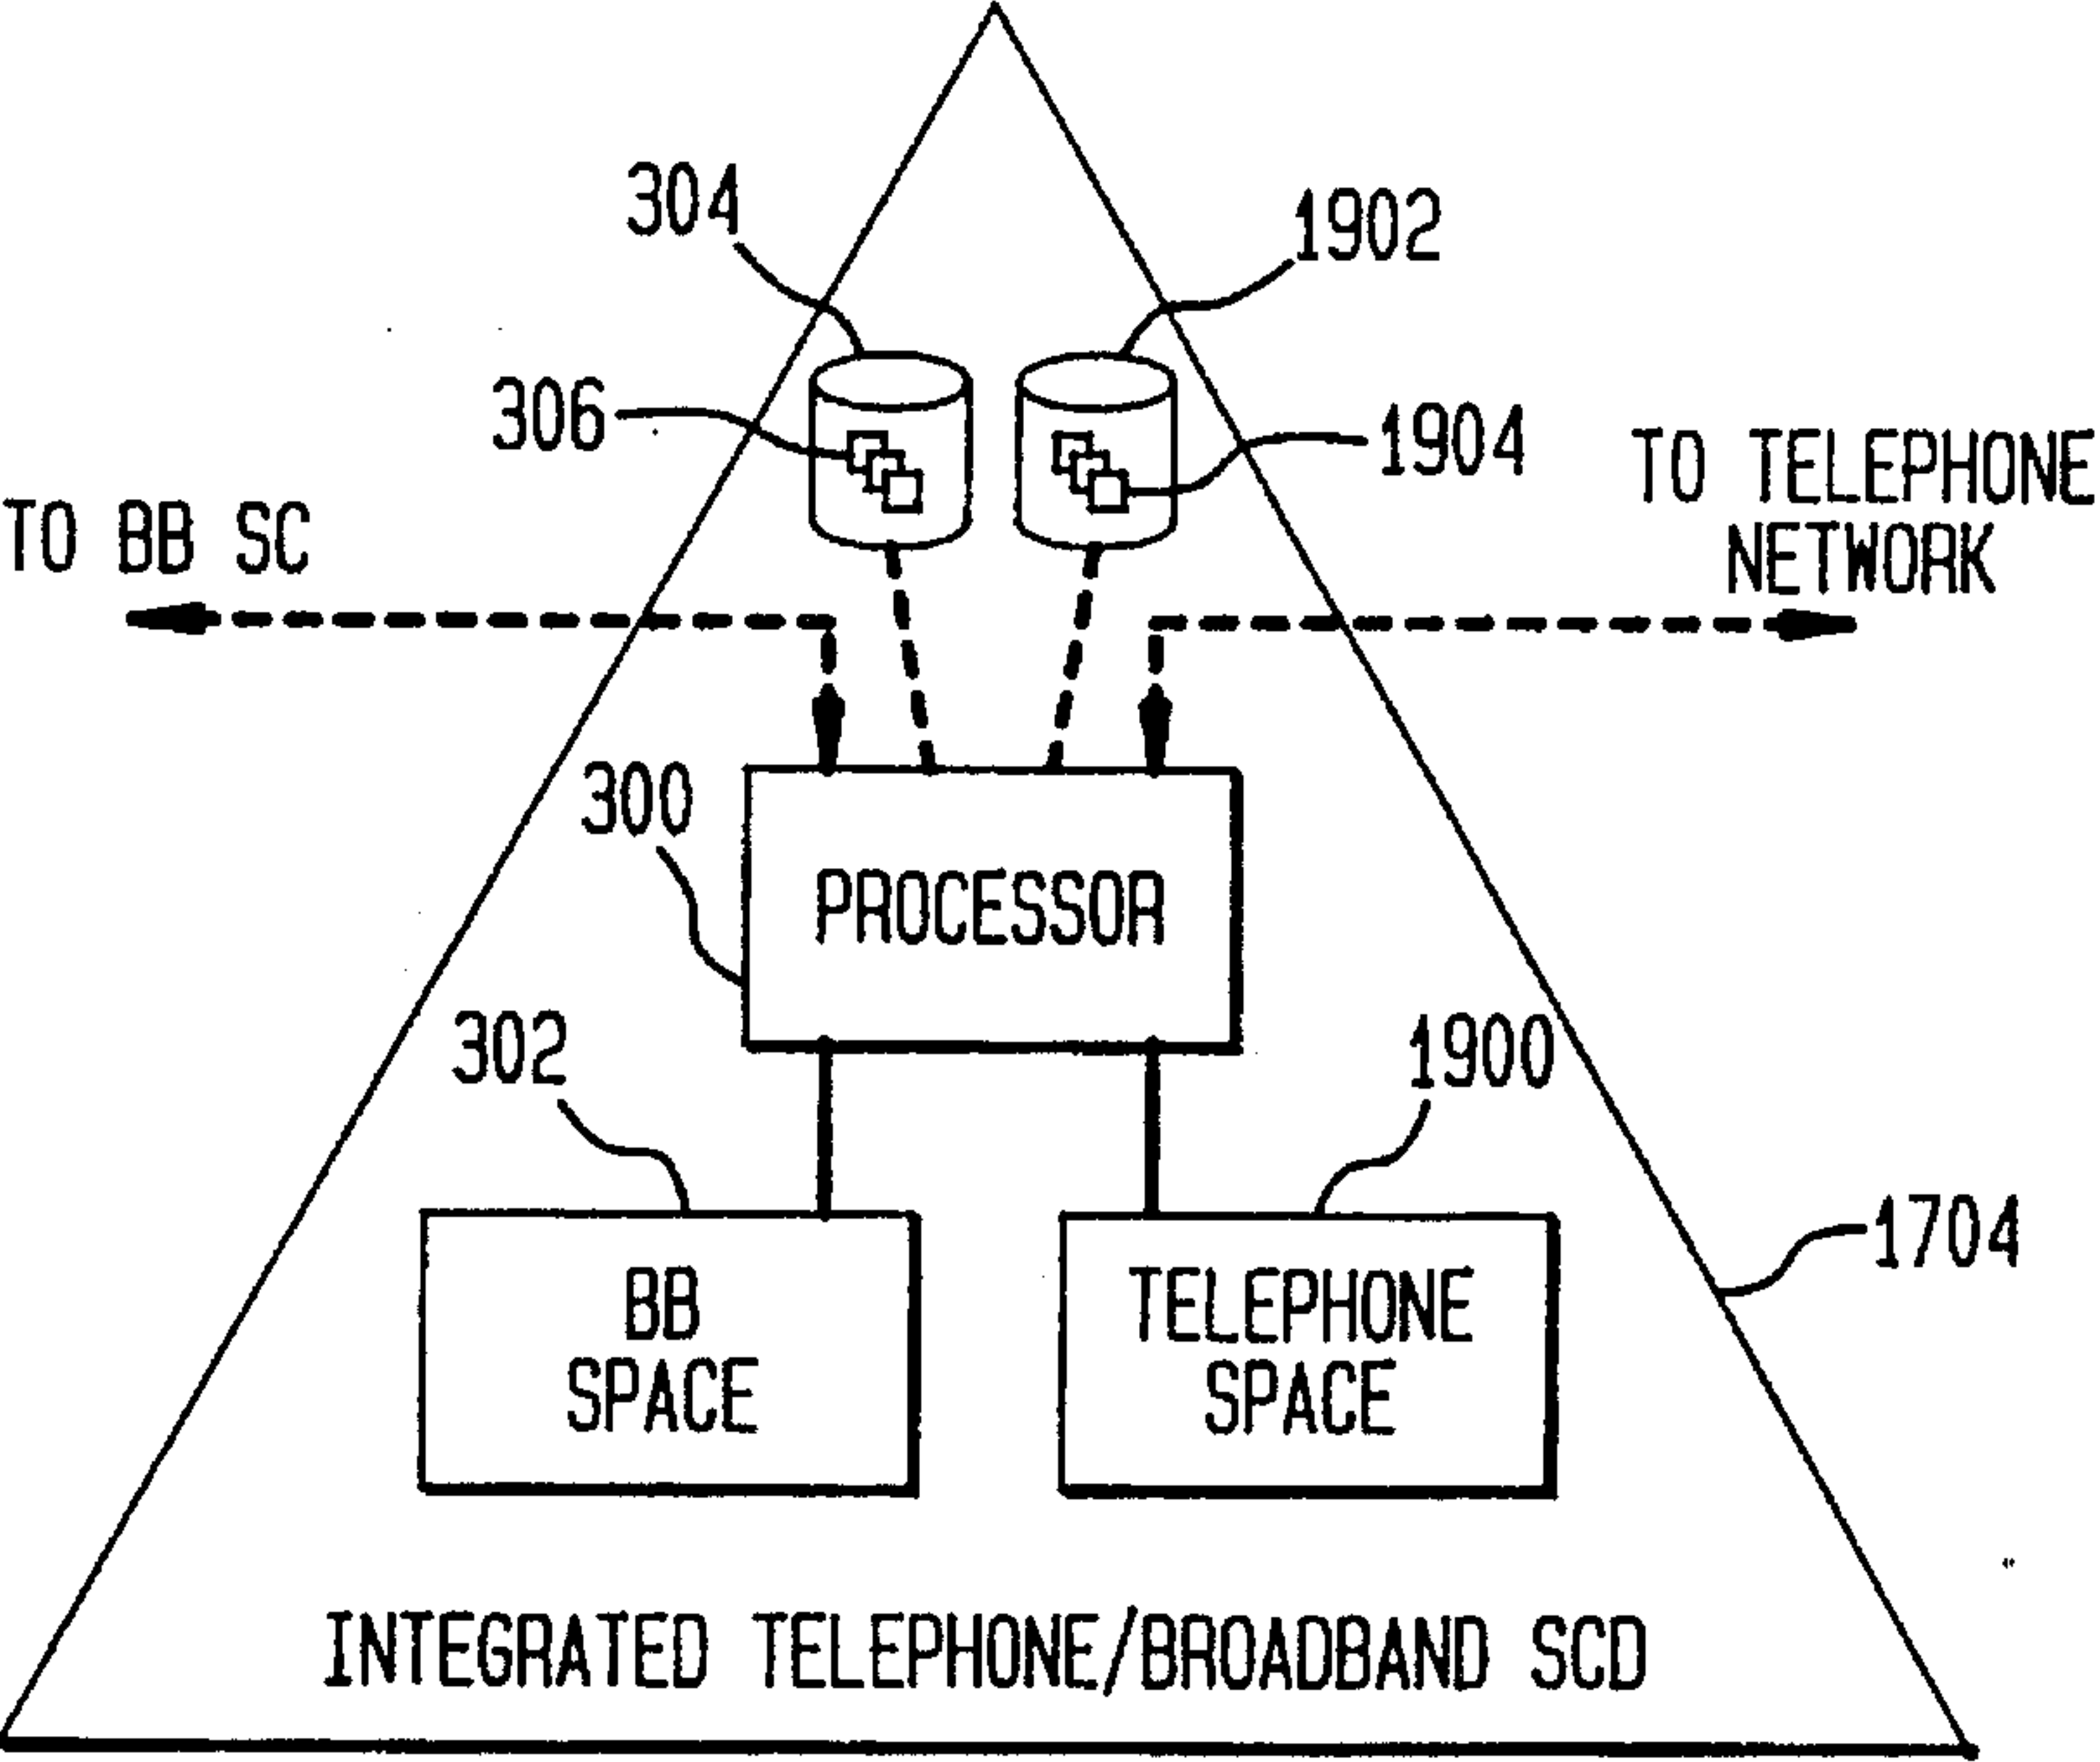 304
1902
306
1904
TO TELEPHONE
NETWORK
TO BB SC
300
PROCESSOR
302
1900
1704
BB
SPACE
TELEPHONE
SPACE
INTEGRATED TELEPHONE/BROADBAND SCD